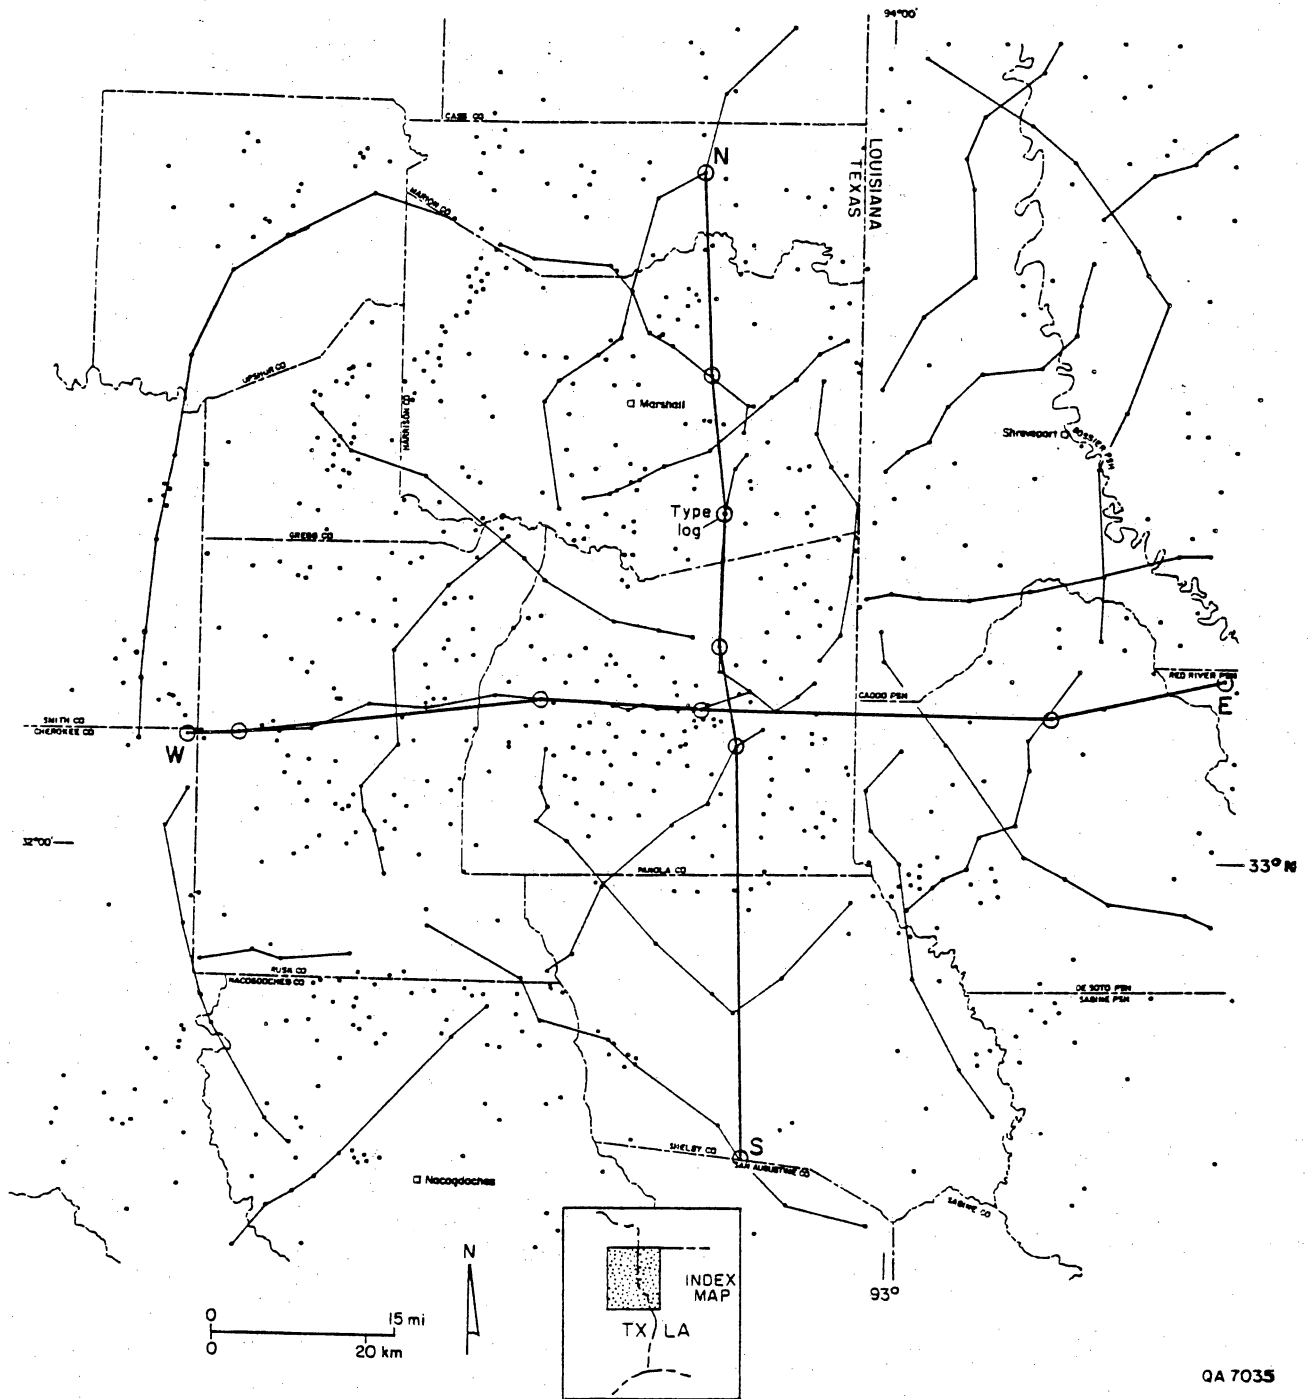 94°00'
CASS CO
LOUISIANA
TEXAS
N
MARION CO
UPSHUR CO
HARRISON CO
Marshall
Shreveport
BOSSIER PSH
Type
log
GREGG CO
CADDO PSH
RED RIVER PSH
E
SMITH CO
CHEROKEE CO
W
32°00'
33° N
PANOLA CO
RUSK CO
NACOGDOCHES CO
DE SOTO PSH
SABINE PSH
SHELBY CO
S
SAN AUGUSTINE CO
Nacogdoches
SABINE CO
N
INDEX
MAP
TX LA
93°
0 15 mi
0 20 km
QA 7035